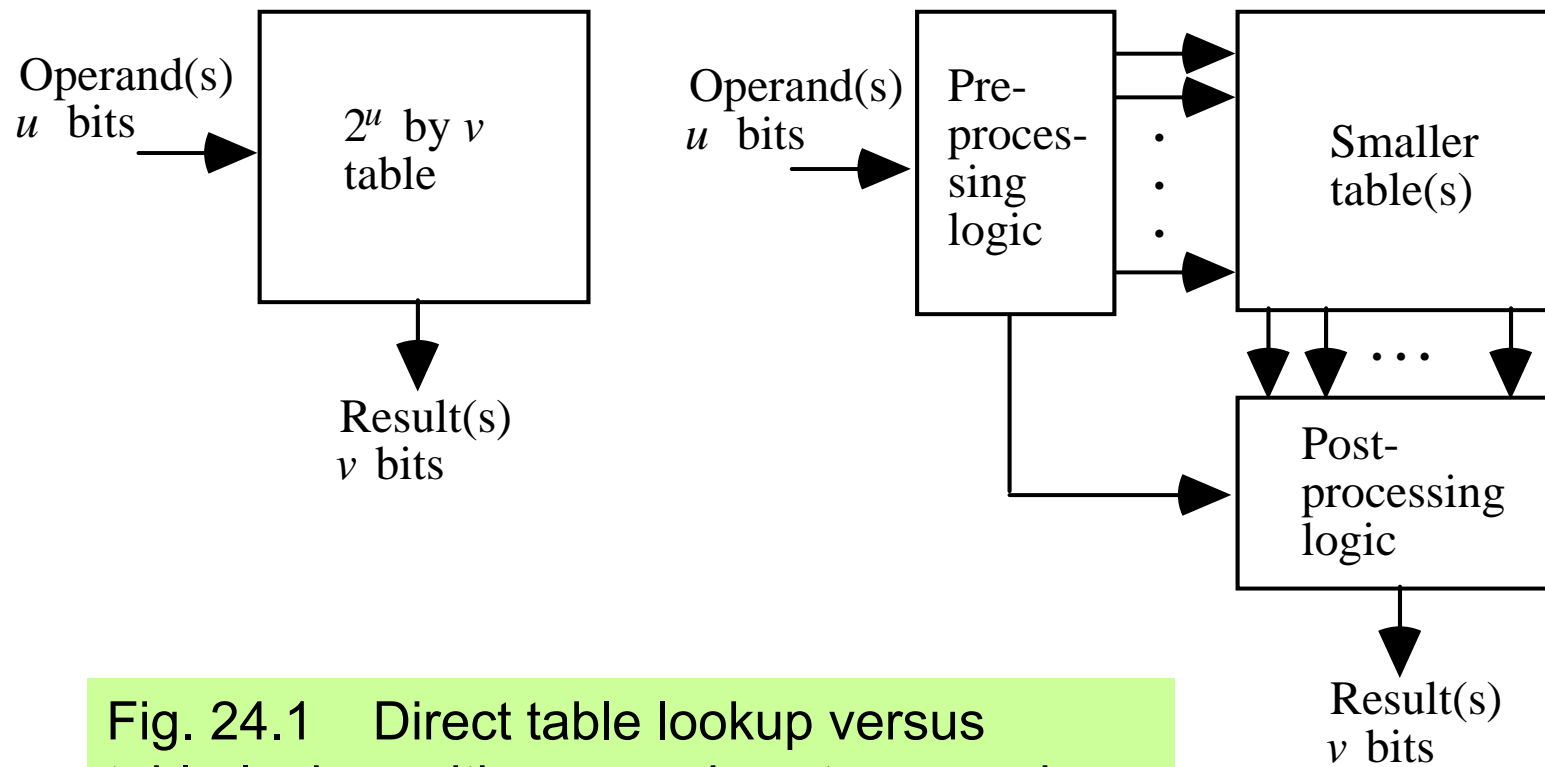 Operand(s)
u bits
2^u by v
table
Result(s)
v bits
Operand(s)
u bits
Pre-
proces-
sing
logic
Smaller
table(s)
Post-
processing
logic
Result(s)
v bits
Fig. 24.1 Direct table lookup versus